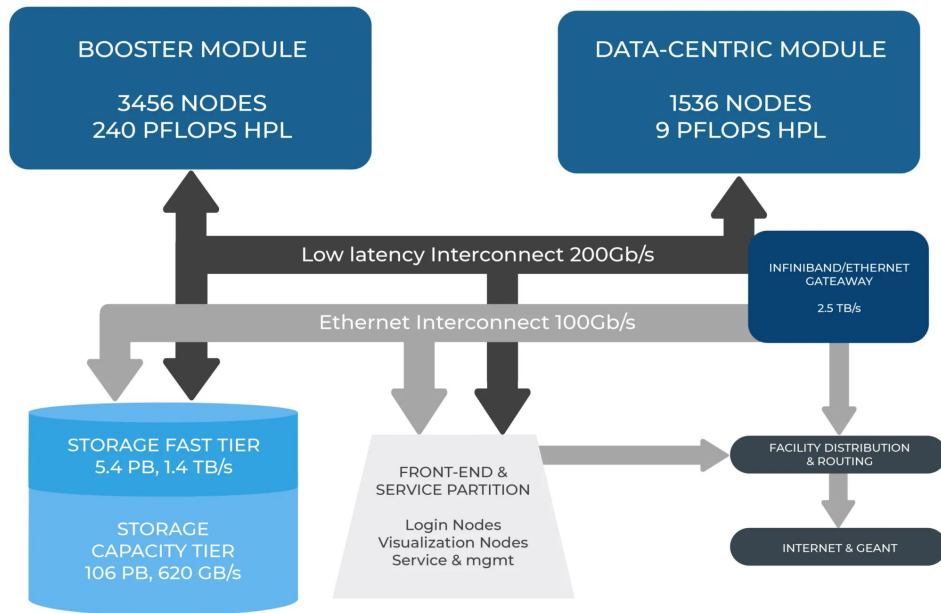 BOOSTER MODULE
3456 NODES
240 PFLOPS HPL
DATA-CENTRIC MODULE
1536 NODES
9 PFLOPS HPL
Low latency Interconnect 200Gb/s
INFINIBAND/ETHERNET
GATEAWAY
2.5 TB/s
Ethernet Interconnect 100Gb/s
STORAGE FAST TIER
5.4 PB, 1.4 TB/s
STORAGE
CAPACITY TIER
106 PB, 620 GB/s
FRONT-END &
SERVICE PARTITION
Login Nodes
Visualization Nodes
Service & mgmt
FACILITY DISTRIBUTION
& ROUTING
INTERNET & GEANT